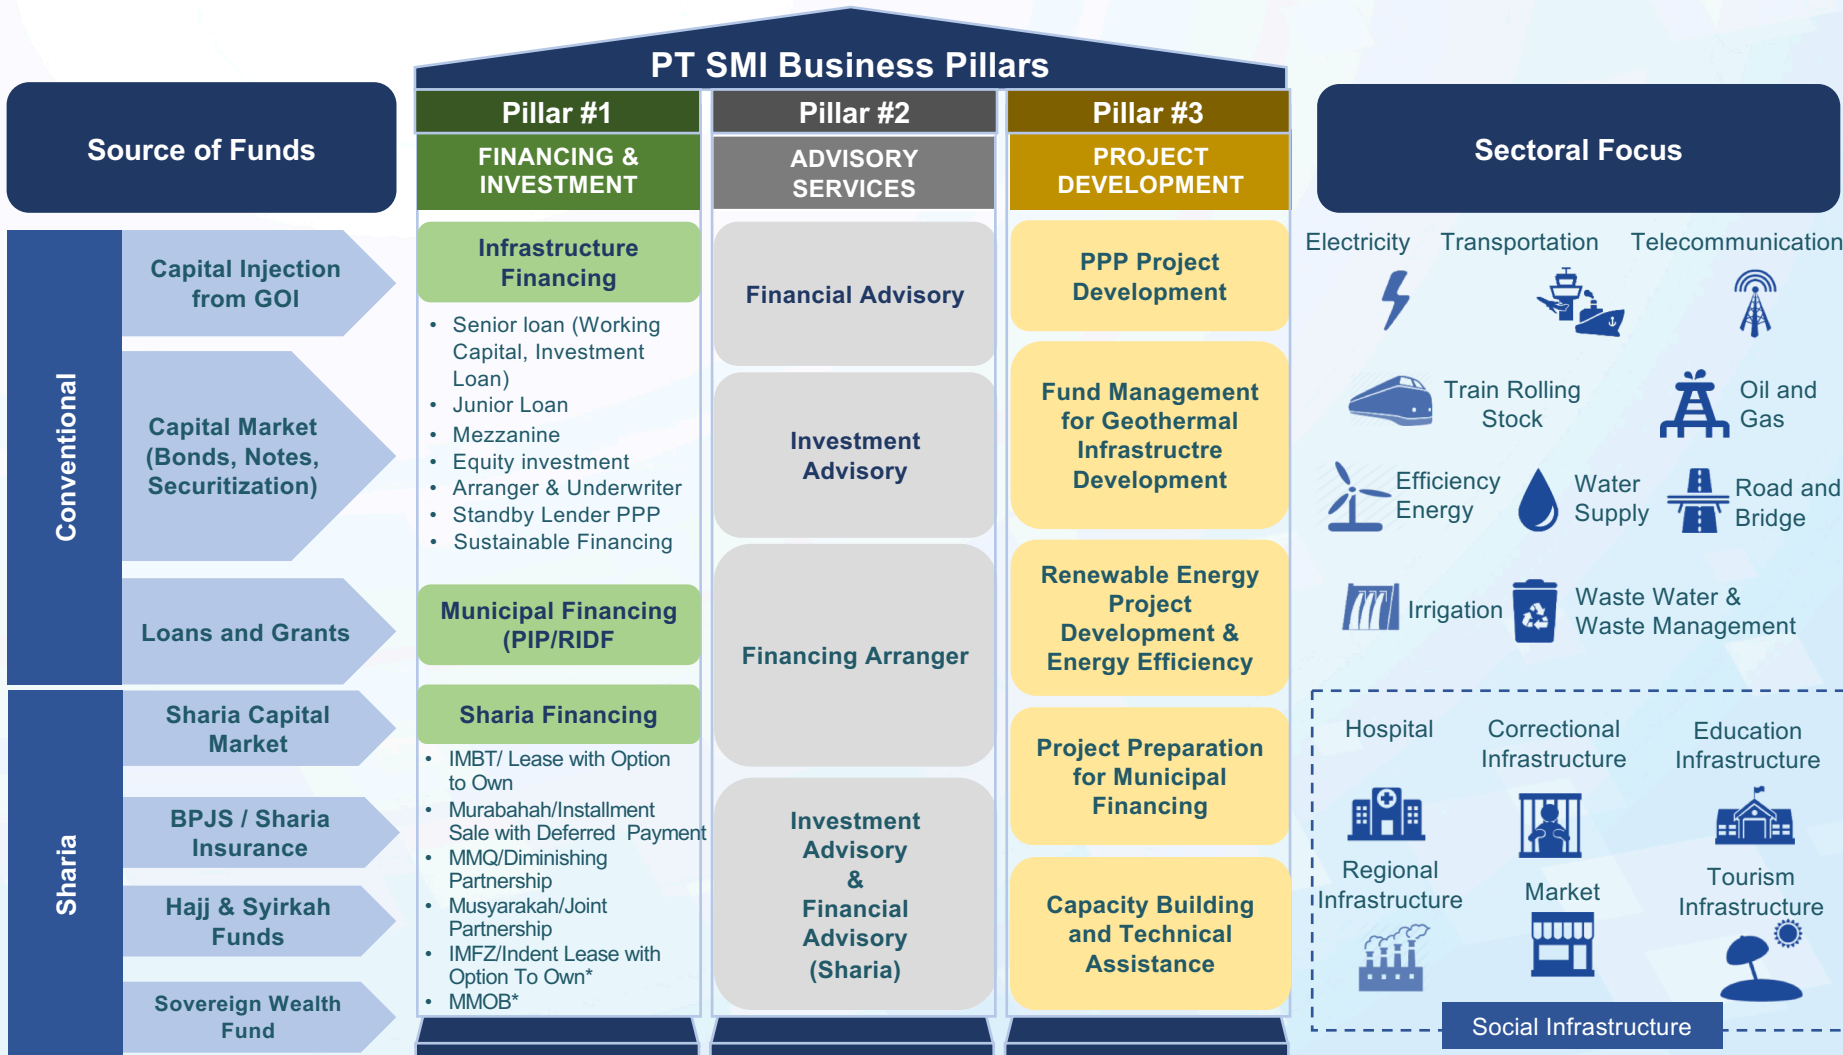 PT SMI Business Pillars
Source of Funds
Conventional
Capital Injection
from GOI
Capital Market
(Bonds, Notes,
Securitization)
Loans and Grants
Sharia
Sharia Capital
Market
BPJS / Sharia
Insurance
Hajj & Syirkah
Funds
Sovereign Wealth
Fund
Pillar #1
FINANCING &
INVESTMENT
Infrastructure
Financing
• Senior loan (Working
Capital, Investment
Loan)
• Junior Loan
• Mezzanine
• Equity investment
• Arranger & Underwriter
• Standby Lender PPP
• Sustainable Financing
Municipal Financing
(PIP/RIDF
Sharia Financing
• IMBT/ Lease with Option
to Own
• Murabahah/Installment
Sale with Deferred Payment
• MMQ/Diminishing
Partnership
• Musyarakah/Joint
Partnership
• IMFZ/Indent Lease with
Option To Own*
• MMOB*
Pillar #2
ADVISORY
SERVICES
Financial Advisory
Investment
Advisory
Financing Arranger
Investment
Advisory
&
Financial
Advisory
(Sharia)
Pillar #3
PROJECT
DEVELOPMENT
PPP Project
Development
Fund Management
for Geothermal
Infrastructre
Development
Renewable Energy
Project
Development &
Energy Efficiency
Project Preparation
for Municipal
Financing
Capacity Building
and Technical
Assistance
Sectoral Focus
Electricity
Transportation
Telecommunication
Train Rolling
Stock
Oil and
Gas
Efficiency
Energy
Water
Supply
Road and
Bridge
Irrigation
Waste Water &
Waste Management
Hospital
Correctional
Infrastructure
Education
Infrastructure
Regional
Infrastructure
Market
Tourism
Infrastructure
Social Infrastructure